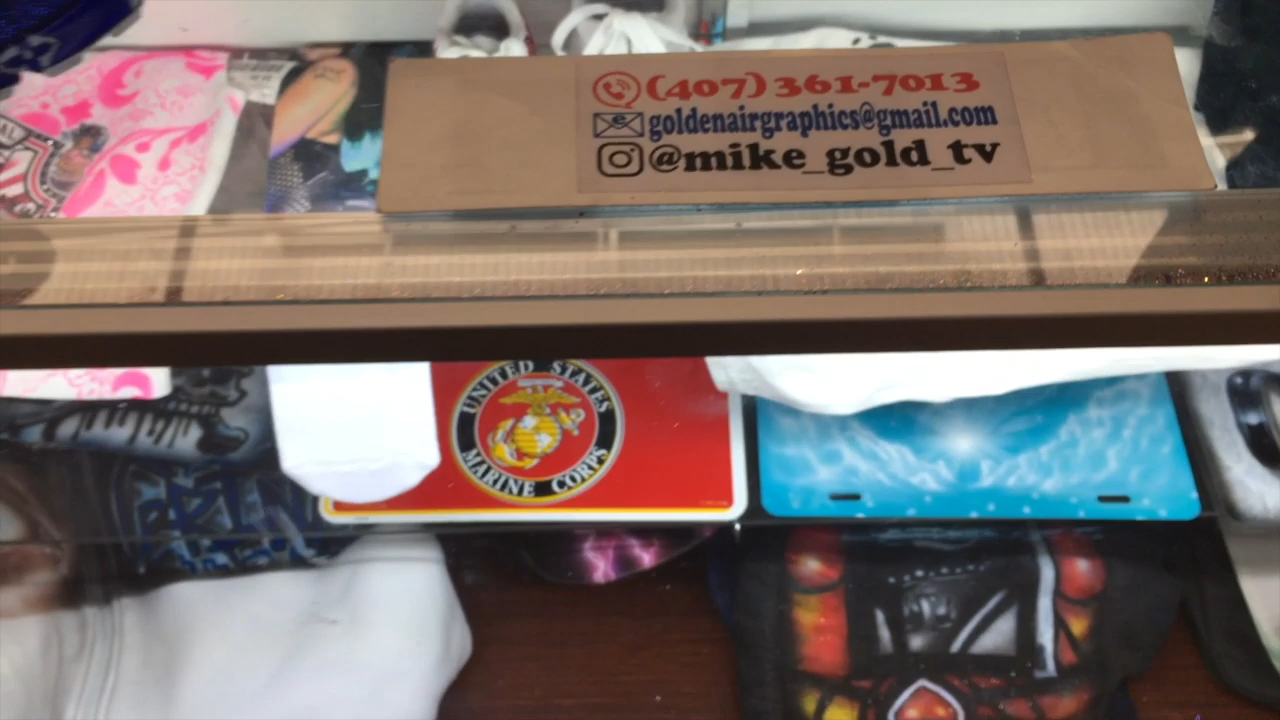 (407) 361-7013
goldenairgraphics@gmail.com
@mike_gold_tv
UNITED STATES
MARINE CORPS